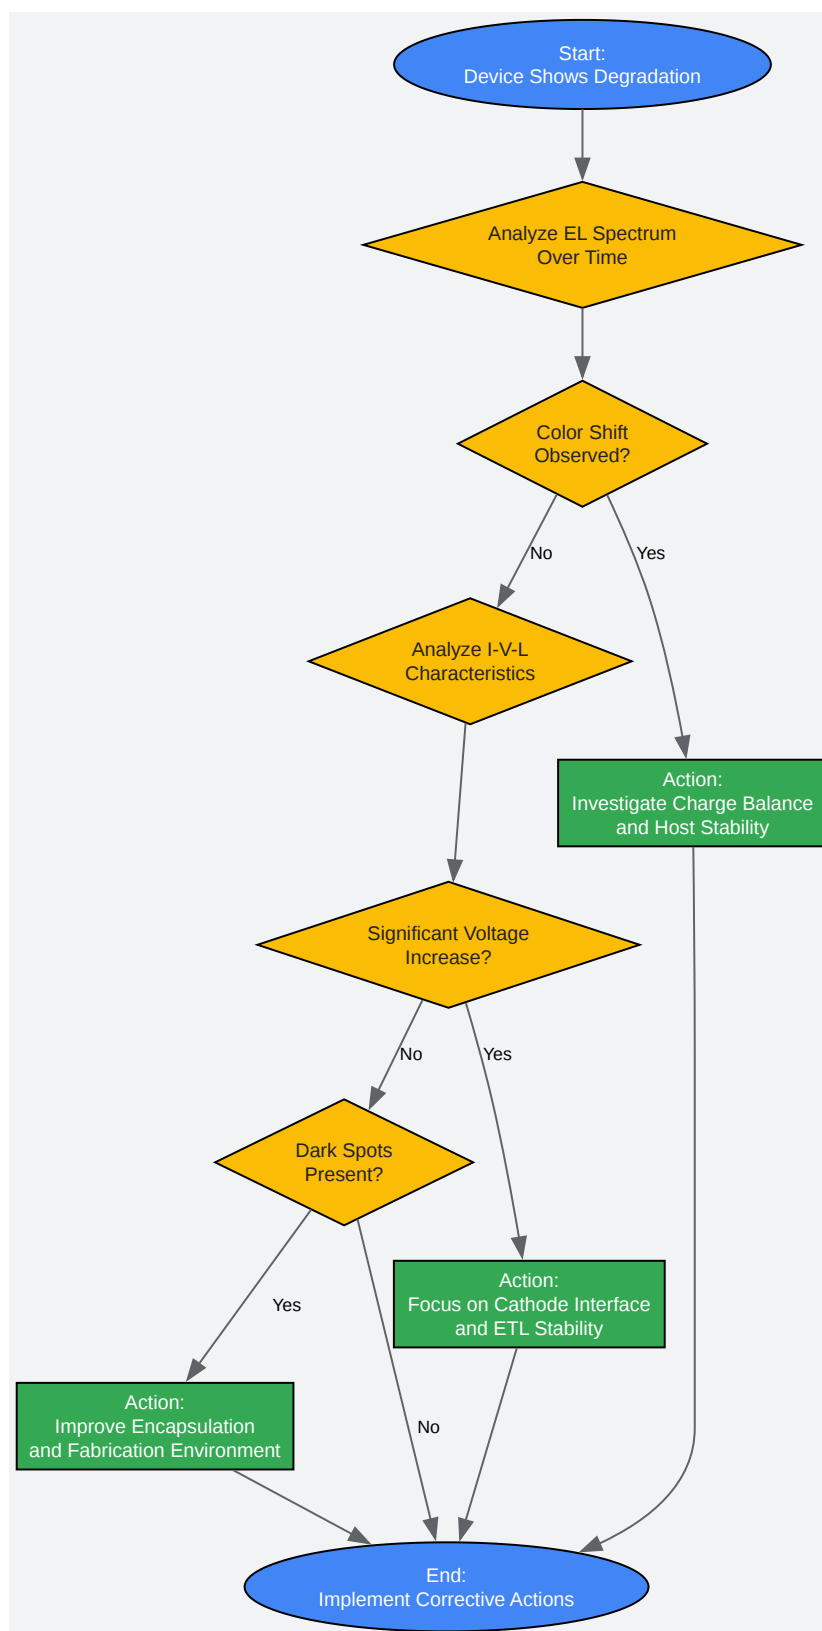 Start:
Device Shows Degradation
Analyze EL Spectrum
Over Time
Color Shift
Observed?
No
Yes
Analyze I-V-L
Characteristics
Action:
Investigate Charge Balance
and Host Stability
Significant Voltage
Increase?
No
Yes
Dark Spots
Present?
Action:
Focus on Cathode Interface
and ETL Stability
Yes
Action:
Improve Encapsulation
and Fabrication Environment
No
End:
Implement Corrective Actions